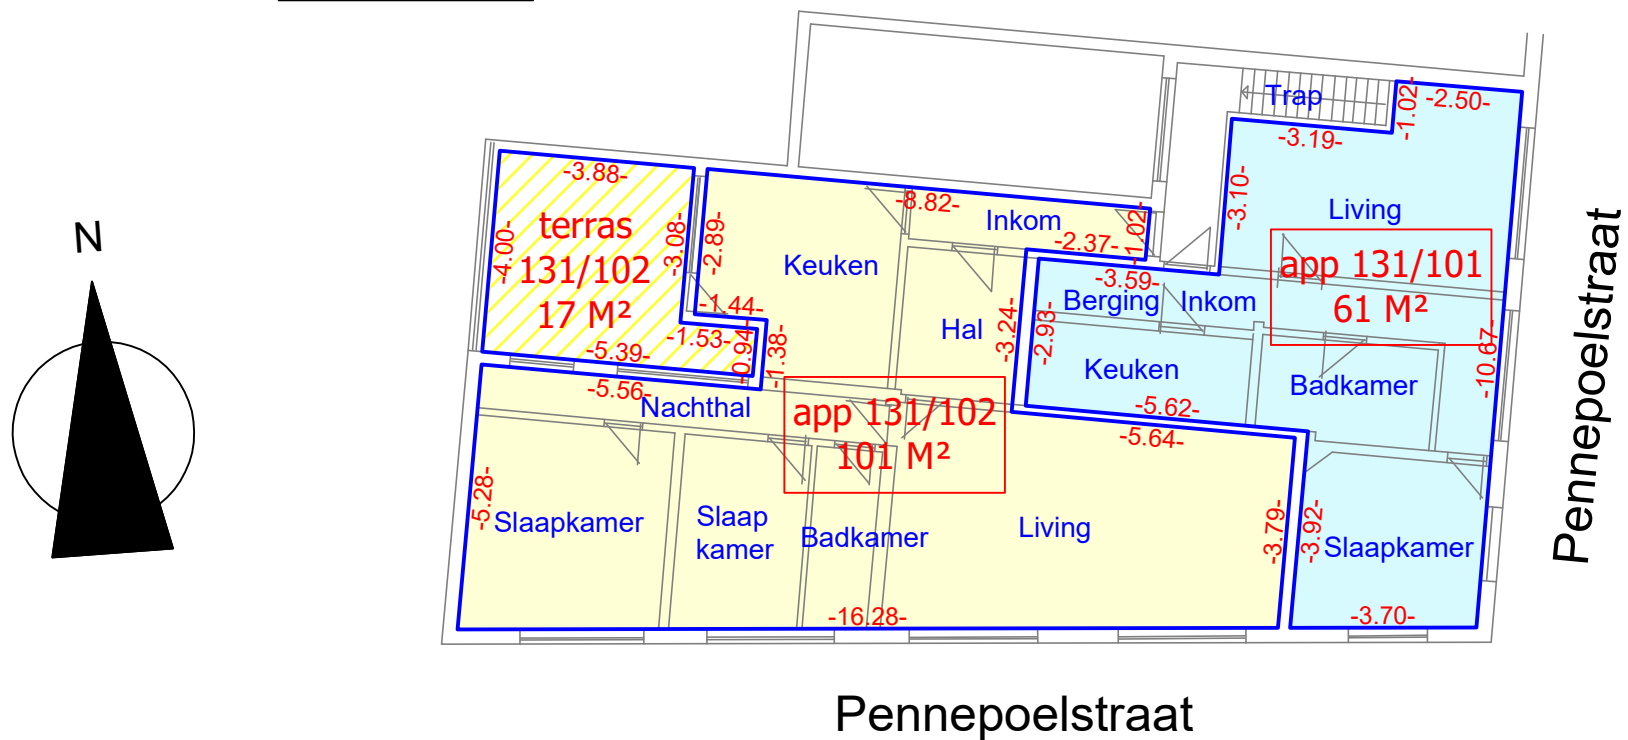 N
Trap
-1.02-
-2.50-
-3.19-
-3.88-
-8.82-
Inkom
-1.02-
-2.37-
-3.10-
Living
terras
131/102
17 M²
-4.00-
-3.08-
-2.89-
Keuken
-3.59-
Berging
Inkom
app 131/101
61 M²
-1.44-
-1.53-
-0.94-
-1.38-
-5.39-
Hal
-3.24-
-2.93-
Keuken
Badkamer
-10.67-
-5.56-
Nachthal
app 131/102
101 M²
-5.62-
-5.64-
-5.28-
Slaapkamer
Slaap
kamer
Badkamer
Living
-3.79-
-3.92-
Slaapkamer
-16.28-
-3.70-
Pennepoelstraat
Pennepoelstraat